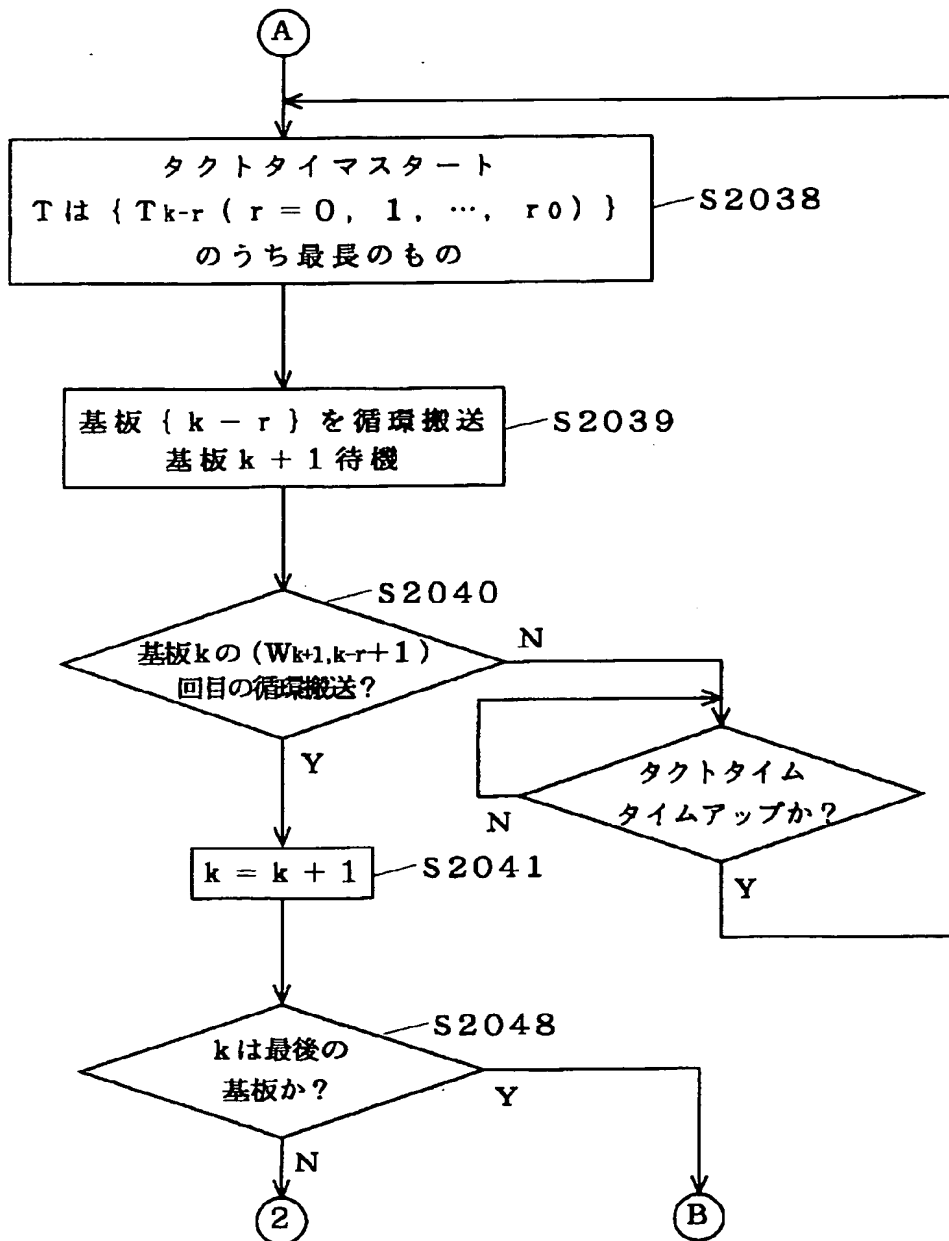 A
タクトタイマスタート
Tは{Tk-r(r=0, 1, …, r0)}
のうち最長のもの
S2038
基板{k-r}を循環搬送
基板k+1待機
S2039
S2040
基板kの(Wk+1,k-r+1)
回目の循環搬送?
N
Y
タクトタイム
タイムアップか?
N
Y
k=k+1
S2041
S2048
kは最後の
基板か?
Y
N
2
B